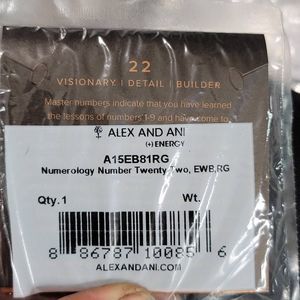 22
VISIONARY | DETAIL | BUILDER
Master numbers indicate that you have learned
the lessons of numbers 1-9 and have come to
ALEX AND ANI
(+) ENERGY
A15EB81RG
Numerology Number Twenty Two, EWB,RG
Qty. 1 Wt.
8 86787 10085 6
ALEXANDANI.COM